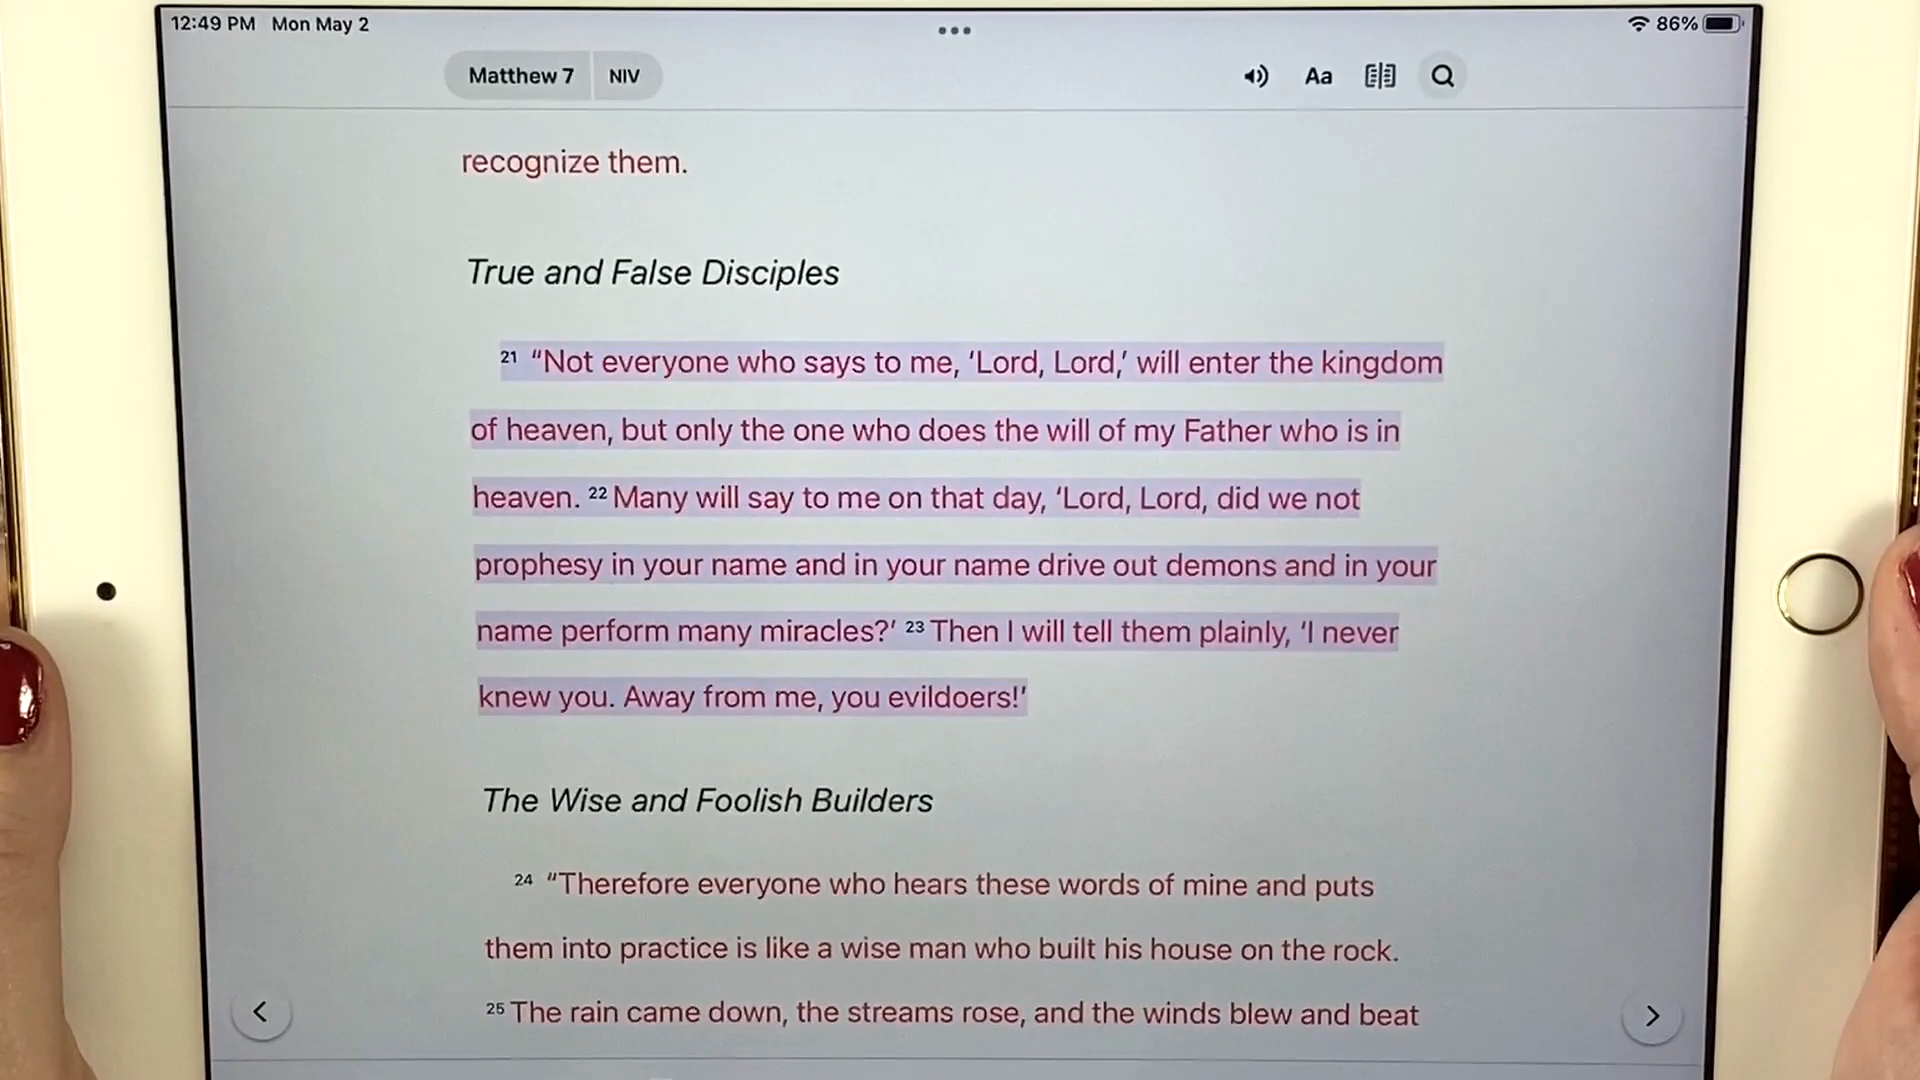 12:49 PM Mon May 2
86%
Matthew 7 NIV
Aa
recognize them.
True and False Disciples
21 “Not everyone who says to me, ‘Lord, Lord,’ will enter the kingdom
of heaven, but only the one who does the will of my Father who is in
heaven. 22 Many will say to me on that day, ‘Lord, Lord, did we not
prophesy in your name and in your name drive out demons and in your
name perform many miracles?’ 23 Then I will tell them plainly, ‘I never
knew you. Away from me, you evildoers!’
The Wise and Foolish Builders
24 “Therefore everyone who hears these words of mine and puts
them into practice is like a wise man who built his house on the rock.
25 The rain came down, the streams rose, and the winds blew and beat